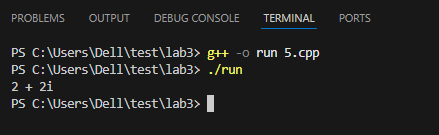 PROBLEMS OUTPUT DEBUG CONSOLE TERMINAL PORTS
PS C:\Users\Dell\test\lab3> g++ -o run 5.cpp
PS C:\Users\Dell\test\lab3> ./run
2 + 2i
PS C:\Users\Dell\test\lab3>